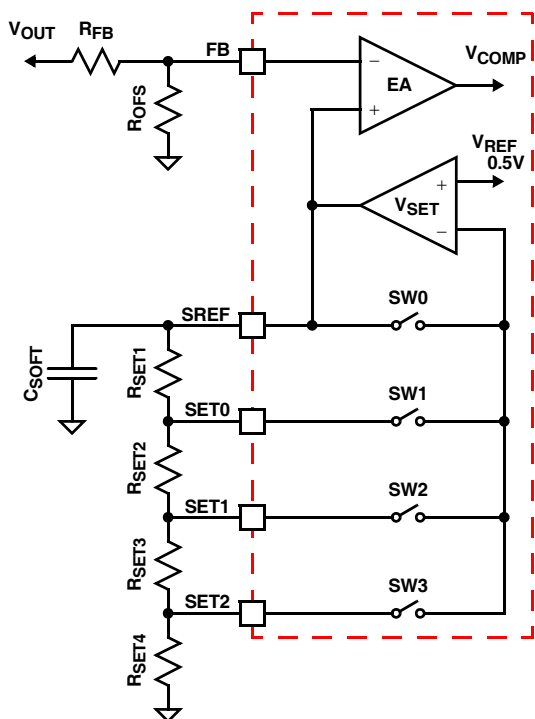 VOUT
RFB
FB
ROFS
−
EA
+
VCOMP
VREF
0.5V
+
VSET
−
SREF
SW0
CSOFT
RSET1
SET0
SW1
RSET2
SET1
SW2
RSET3
SET2
SW3
RSET4